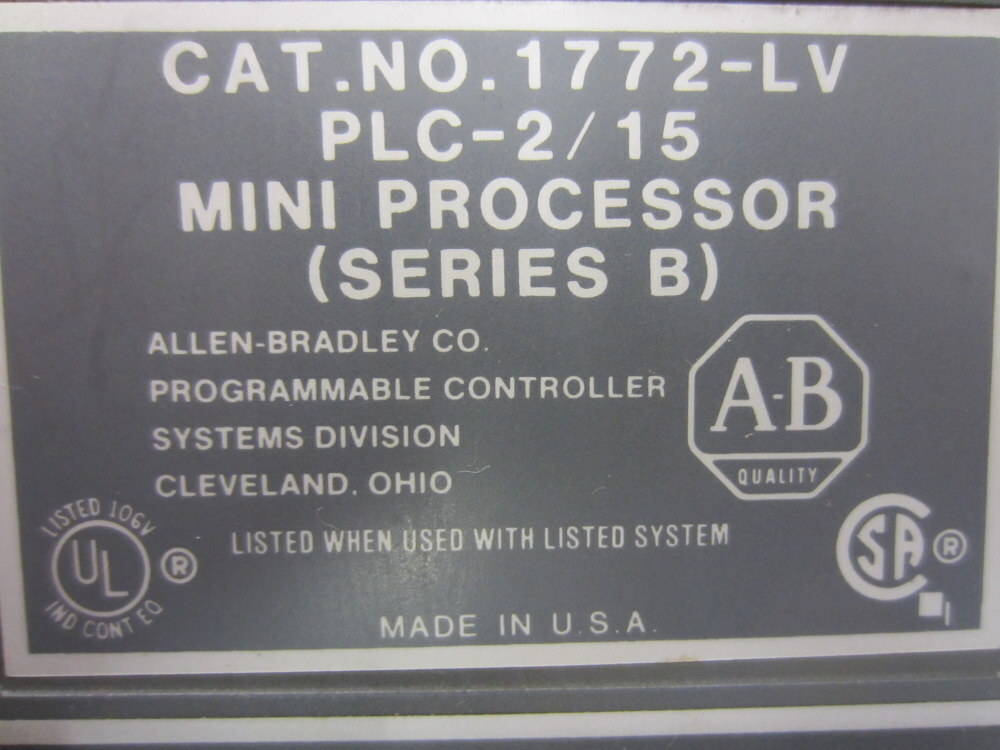 CAT.NO.1772-LV
PLC-2/15
MINI PROCESSOR
(SERIES B)
ALLEN-BRADLEY CO.
PROGRAMMABLE CONTROLLER
SYSTEMS DIVISION
CLEVELAND, OHIO
A-B
QUALITY
LISTED 106V
UL ®
IND CONT EQ
LISTED WHEN USED WITH LISTED SYSTEM
SA ®
MADE IN U.S.A.